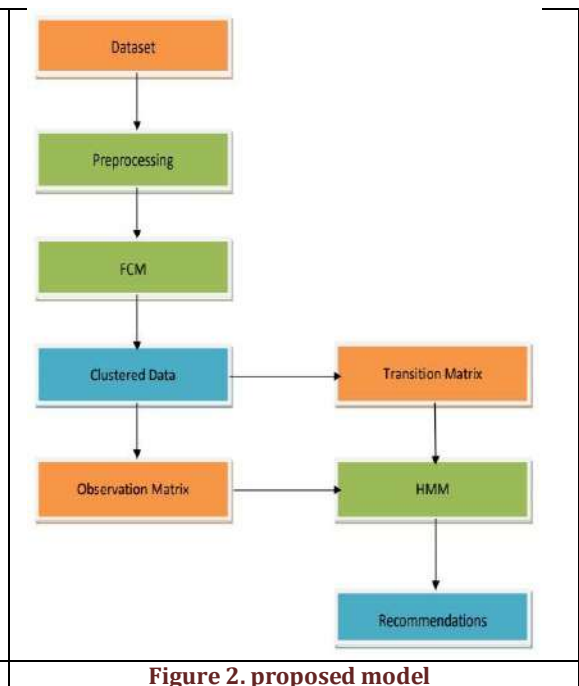 Dataset
Preprocessing
FCM
Clustered Data
Transition Matrix
Observation Matrix
HMM
Recommendations
Figure 2. proposed model